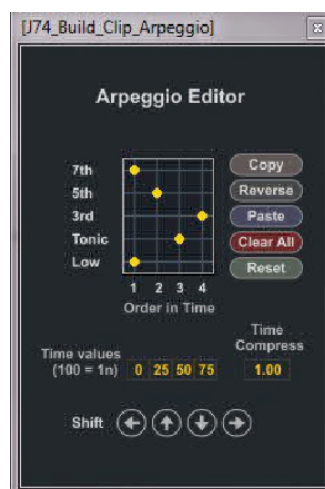 [J74_Build_Clip_Arpeggio]
Arpeggio Editor
7th
5th
3rd
Tonic
Low
1 2 3 4
Order in Time
Copy
Reverse
Paste
Clear All
Reset
Time values
(100 = 1n) 0 25 50 75
Time
Compress
1.00
Shift